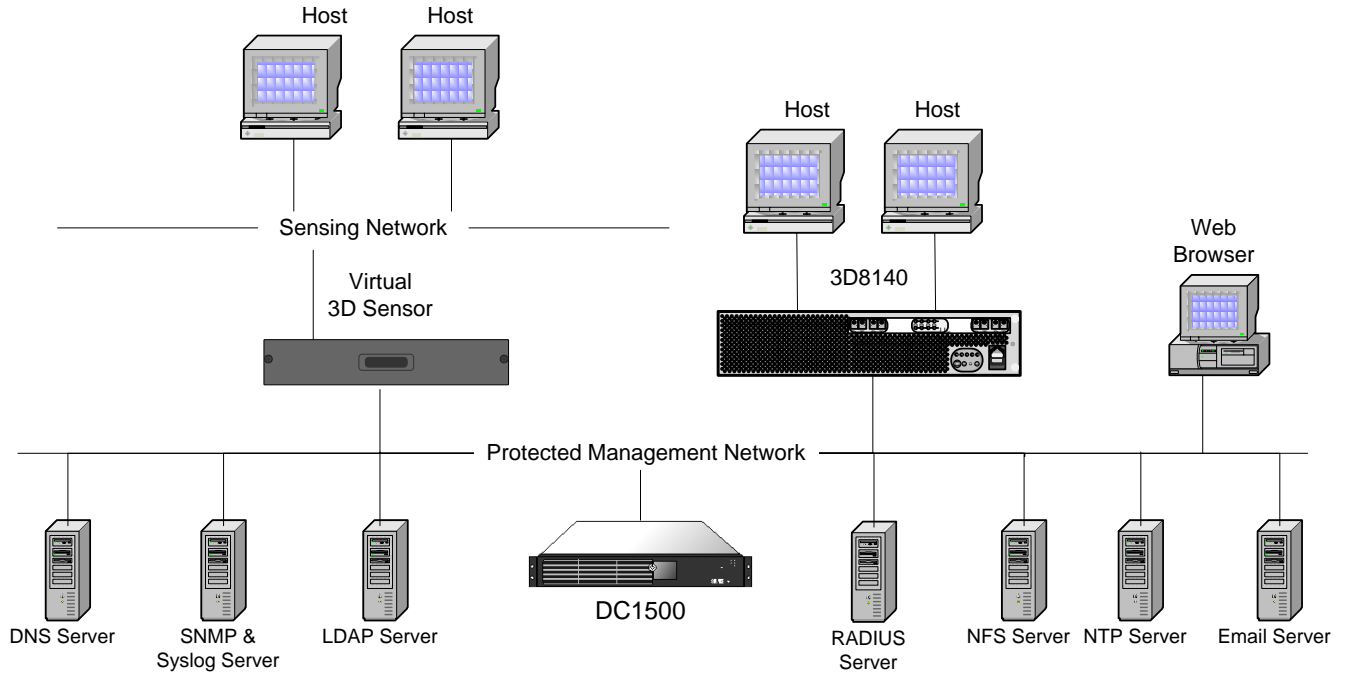 Host
Host
Host
Host
Sensing Network
Web
Browser
Virtual
3D Sensor
3D8140
Protected Management Network
DNS Server
SNMP &
Syslog Server
LDAP Server
DC1500
RADIUS
Server
NFS Server
NTP Server
Email Server